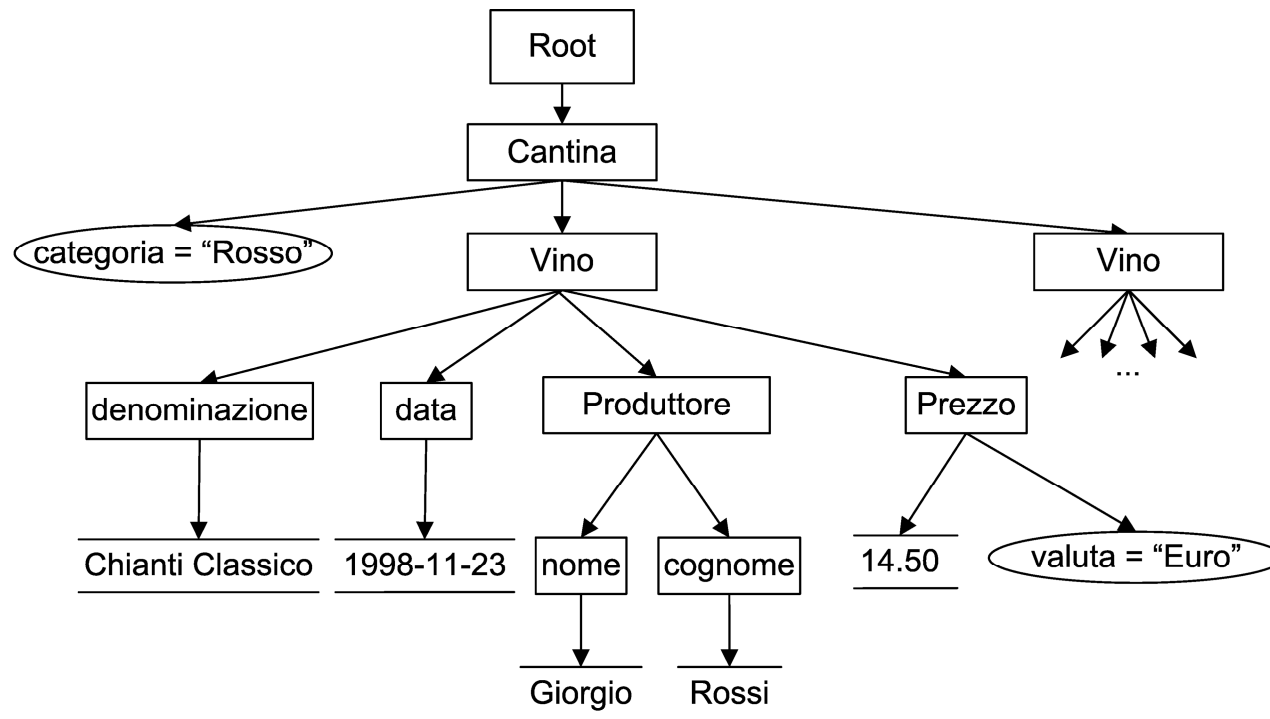 Root
Cantina
categoria = “Rosso”
Vino
Vino
...
denominazione
data
Produttore
Prezzo
Chianti Classico
1998-11-23
nome
cognome
14.50
valuta = “Euro”
Giorgio
Rossi